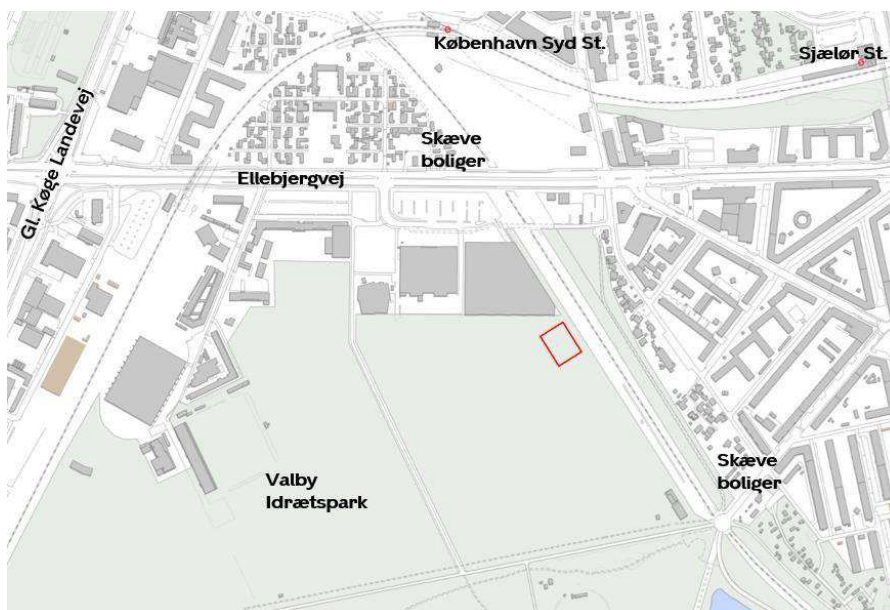 København Syd St.
Sjælør St.
Skæve
boliger
Ellebjergvej
Gl. Køge Landevej
Valby
Idrætspark
Skæve
boliger